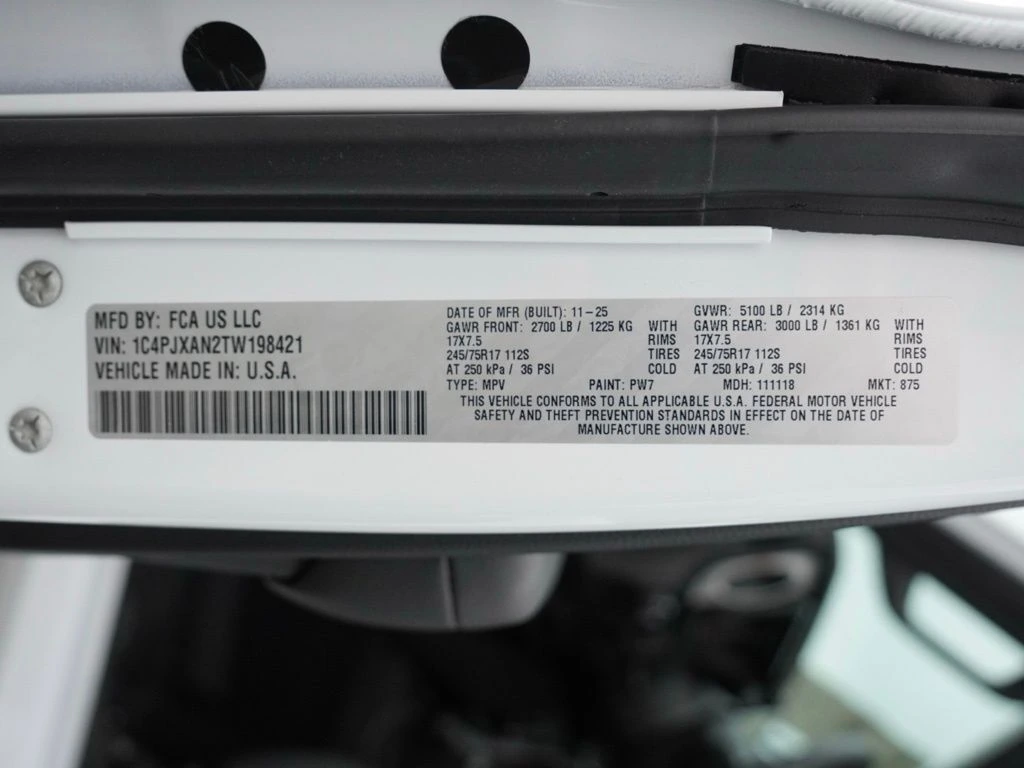 MFD BY: FCA US LLC
VIN: 1C4PJXAN2TW198421
VEHICLE MADE IN: U.S.A.
DATE OF MFR (BUILT): 11-25 GVWR: 5100 LB / 2314 KG
GAWR FRONT: 2700 LB / 1225 KG WITH GAWR REAR: 3000 LB / 1361 KG WITH
17X7.5 RIMS 17X7.5 RIMS
245/75R17 112S TIRES 245/75R17 112S TIRES
AT 250 kPa / 36 PSI COLD AT 250 kPa / 36 PSI COLD
TYPE: MPV PAINT: PW7 MDH: 111118 MKT: 875
THIS VEHICLE CONFORMS TO ALL APPLICABLE U.S.A. FEDERAL MOTOR VEHICLE
SAFETY AND THEFT PREVENTION STANDARDS IN EFFECT ON THE DATE OF
MANUFACTURE SHOWN ABOVE.